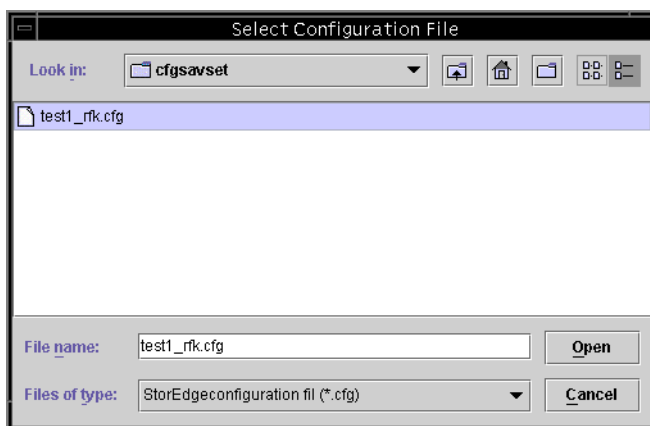 Select Configuration File
Look in:
cfgsavset
test1_rfk.cfg
File name:
test1_rfk.cfg
Open
Files of type:
StorEdgeconfiguration fil (*.cfg)
Cancel